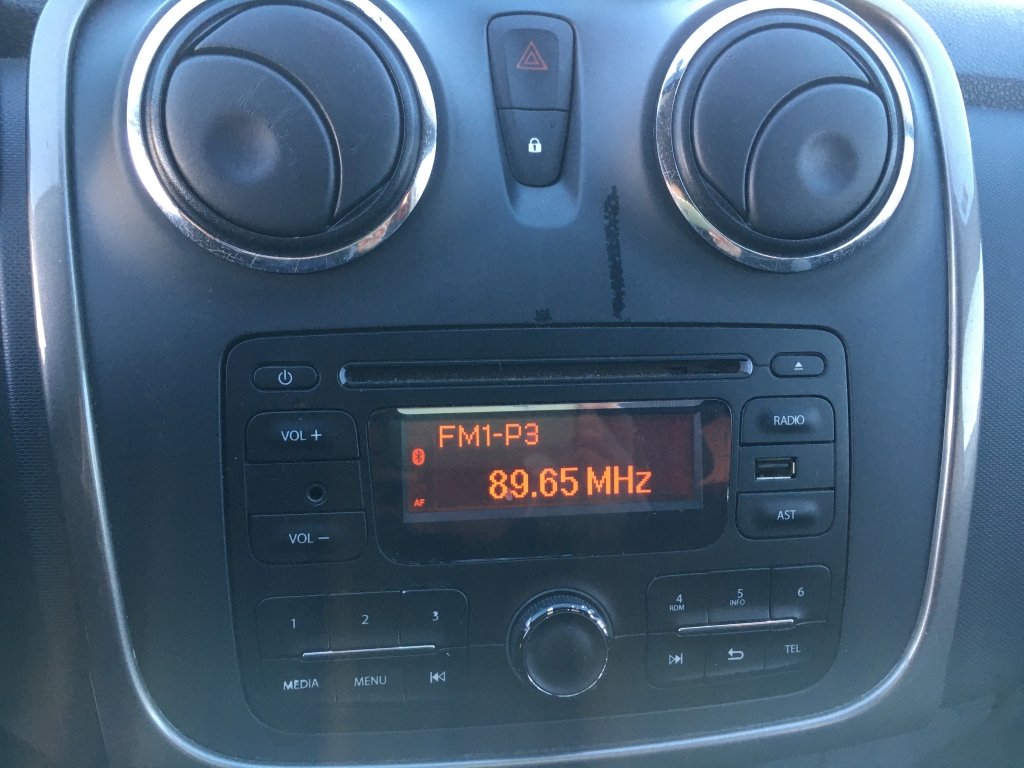 VOL +
FM1-P3
RADIO
89.65 MHz
AF
VOL −
AST
1 2 3
4 5 6
RDM INFO
MEDIA MENU
TEL